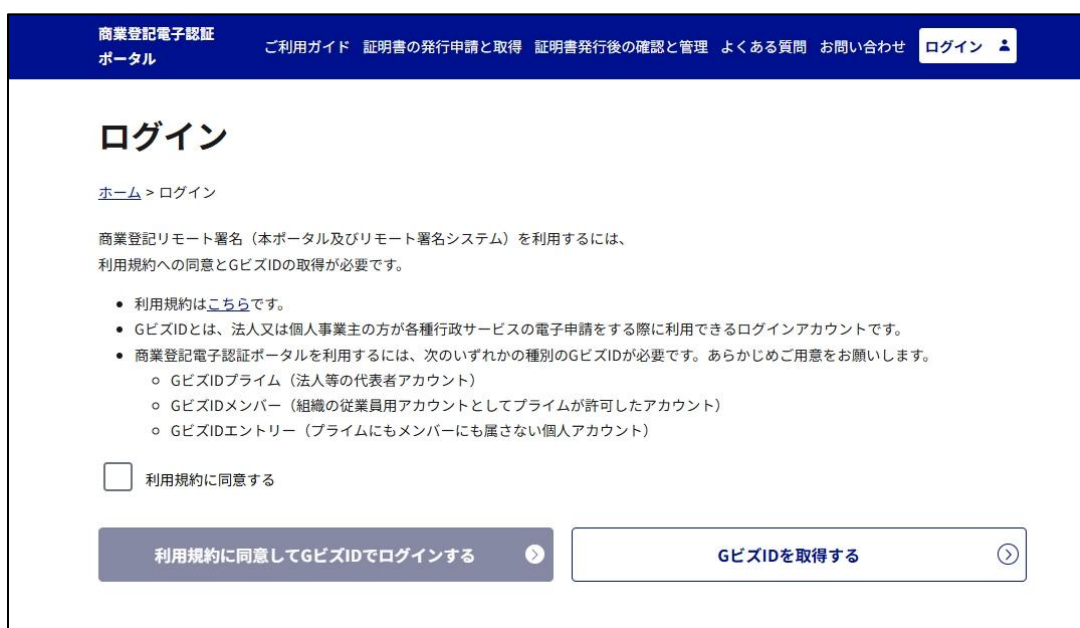 商業登記電子認証
ポータル
ご利用ガイド 証明書の発行申請と取得 証明書発行後の確認と管理 よくある質問 お問い合わせ ログイン
ログイン
ホーム > ログイン
商業登記リモート署名（本ポータル及びリモート署名システム）を利用するには、
利用規約への同意とGビズIDの取得が必要です。
• 利用規約はこちらです。
• GビズIDとは、法人又は個人事業主の方が各種行政サービスの電子申請をする際に利用できるログインアカウントです。
• 商業登記電子認証ポータルを利用するには、次のいずれかの種別のGビズIDが必要です。あらかじめご用意をお願いします。
○ GビズIDプライム（法人等の代表者アカウント）
○ GビズIDメンバー（組織の従業員用アカウントとしてプライムが許可したアカウント）
○ GビズIDエントリー（プライムにもメンバーにも属さない個人アカウント）
利用規約に同意する
利用規約に同意してGビズIDでログインする
GビズIDを取得する